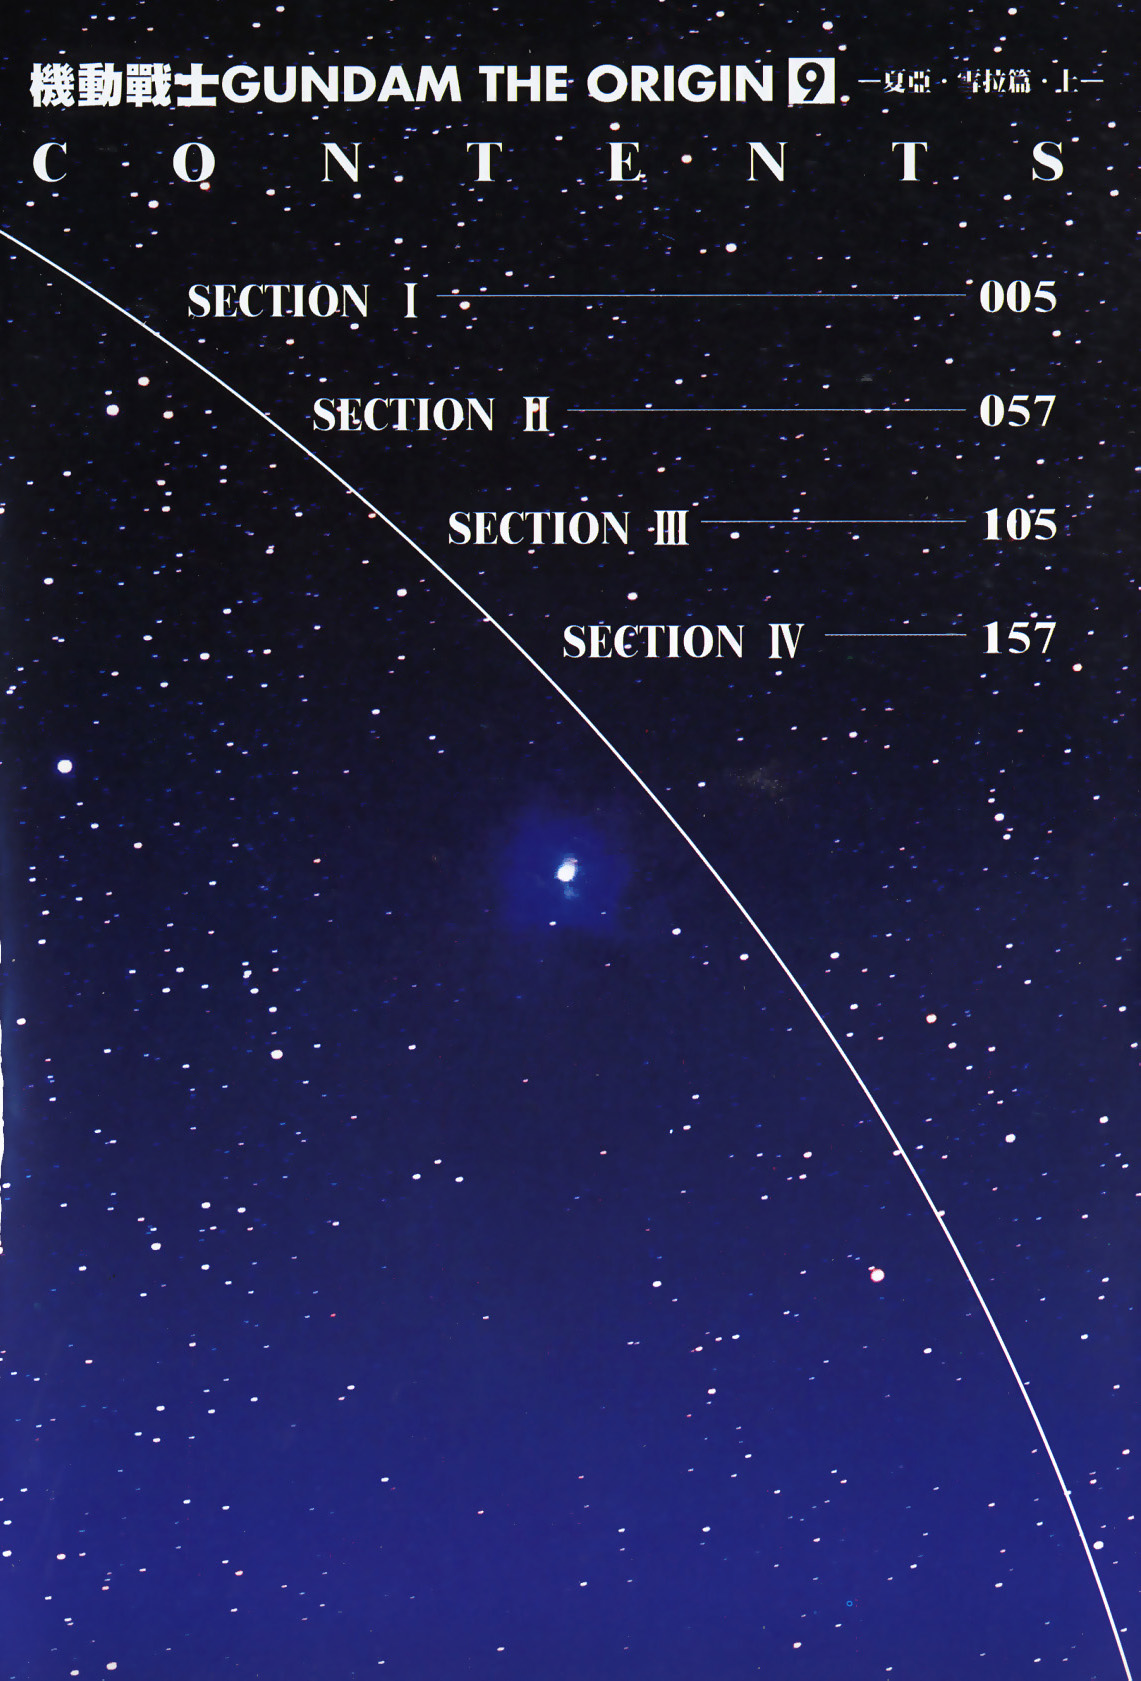 機動戰士GUNDAM THE ORIGIN 9 —夏亞·雪拉篇·上—
CONTENTS
SECTION I 005
SECTION II 057
SECTION III 105
SECTION IV 157